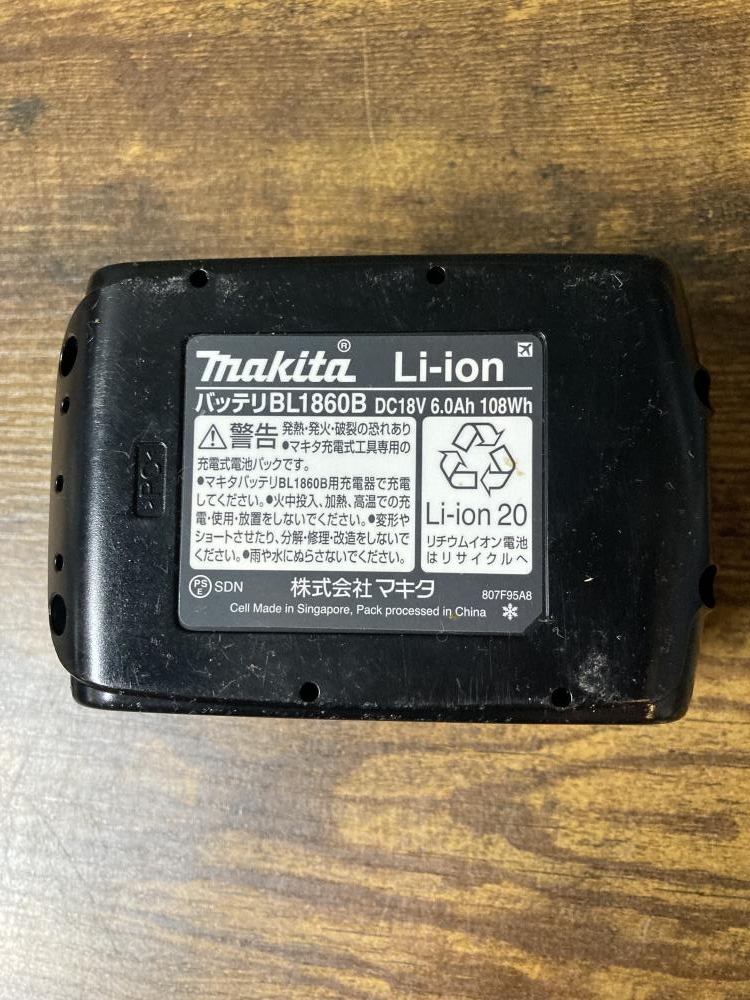 makita® Li-ion
バッテリBL1860B DC18V 6.0Ah 108Wh
警告 発熱・発火・破裂の恐れあり
●マキタ充電式工具専用の
充電式電池パックです。
●マキタバッテリBL1860B用充電器で充電
してください。●火中投入、加熱、高温での充
電・使用・放置をしないでください。●変形や
ショートさせたり、分解・修理・改造をしないで
ください。●雨や水にぬらさないでください。
Li-ion 20
リチウムイオン電池
はリサイクルへ
PSE SDN 株式会社 マキタ 807F95A8
Cell Made in Singapore, Pack processed in China
>PC<